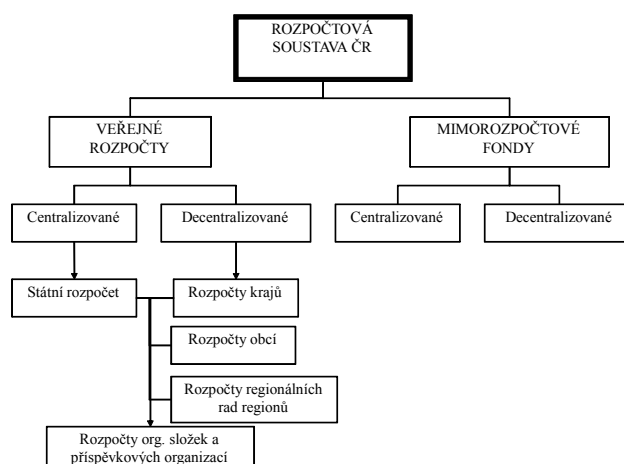 ROZPOČTOVÁ
SOUSTAVA ČR
VEŘEJNÉ
ROZPOČTY
MIMOROZPOČTOVÉ
FONDY
Centralizované
Decentralizované
Centralizované
Decentralizované
Státní rozpočet
Rozpočty krajů
Rozpočty obcí
Rozpočty regionálních
rad regionů
Rozpočty org. složek a
příspěvkových organizací